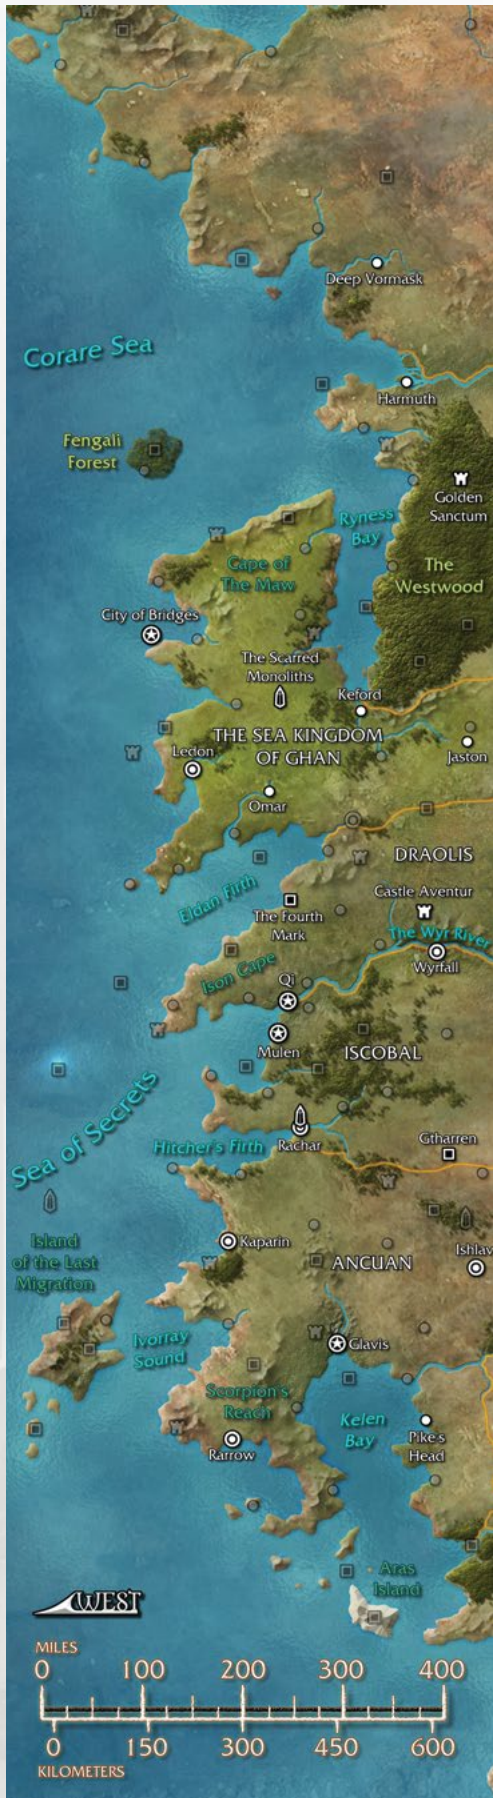 Deep Vormask
Corare Sea
Harmuth
Fengali
Forest
Golden
Sanctum
Ryness
Bay
Cape of
The Maw
The
Westwood
City of Bridges
The Scarred
Monoliths
Keford
THE SEA KINGDOM
OF GHAN
Ledon
Jaston
Omar
DRAOLIS
Eldan Firth
Castle Aventur
The Fourth
Mark
The Wyr River
Wyrfall
Ison Cape
Qi
Mulen
ISCOBAL
Sea of Secrets
Hitcher's Firth
Rachar
Gtharren
Island
of the Last
Migration
Kaparin
ANCUAN
Ishlav
Ivorray
Sound
Glavis
Scorpion's
Reach
Rarrow
Kelen
Bay
Pike's
Head
Aras
Island
WEST
MILES
0 100 200 300 400
0 150 300 450 600
KILOMETERS